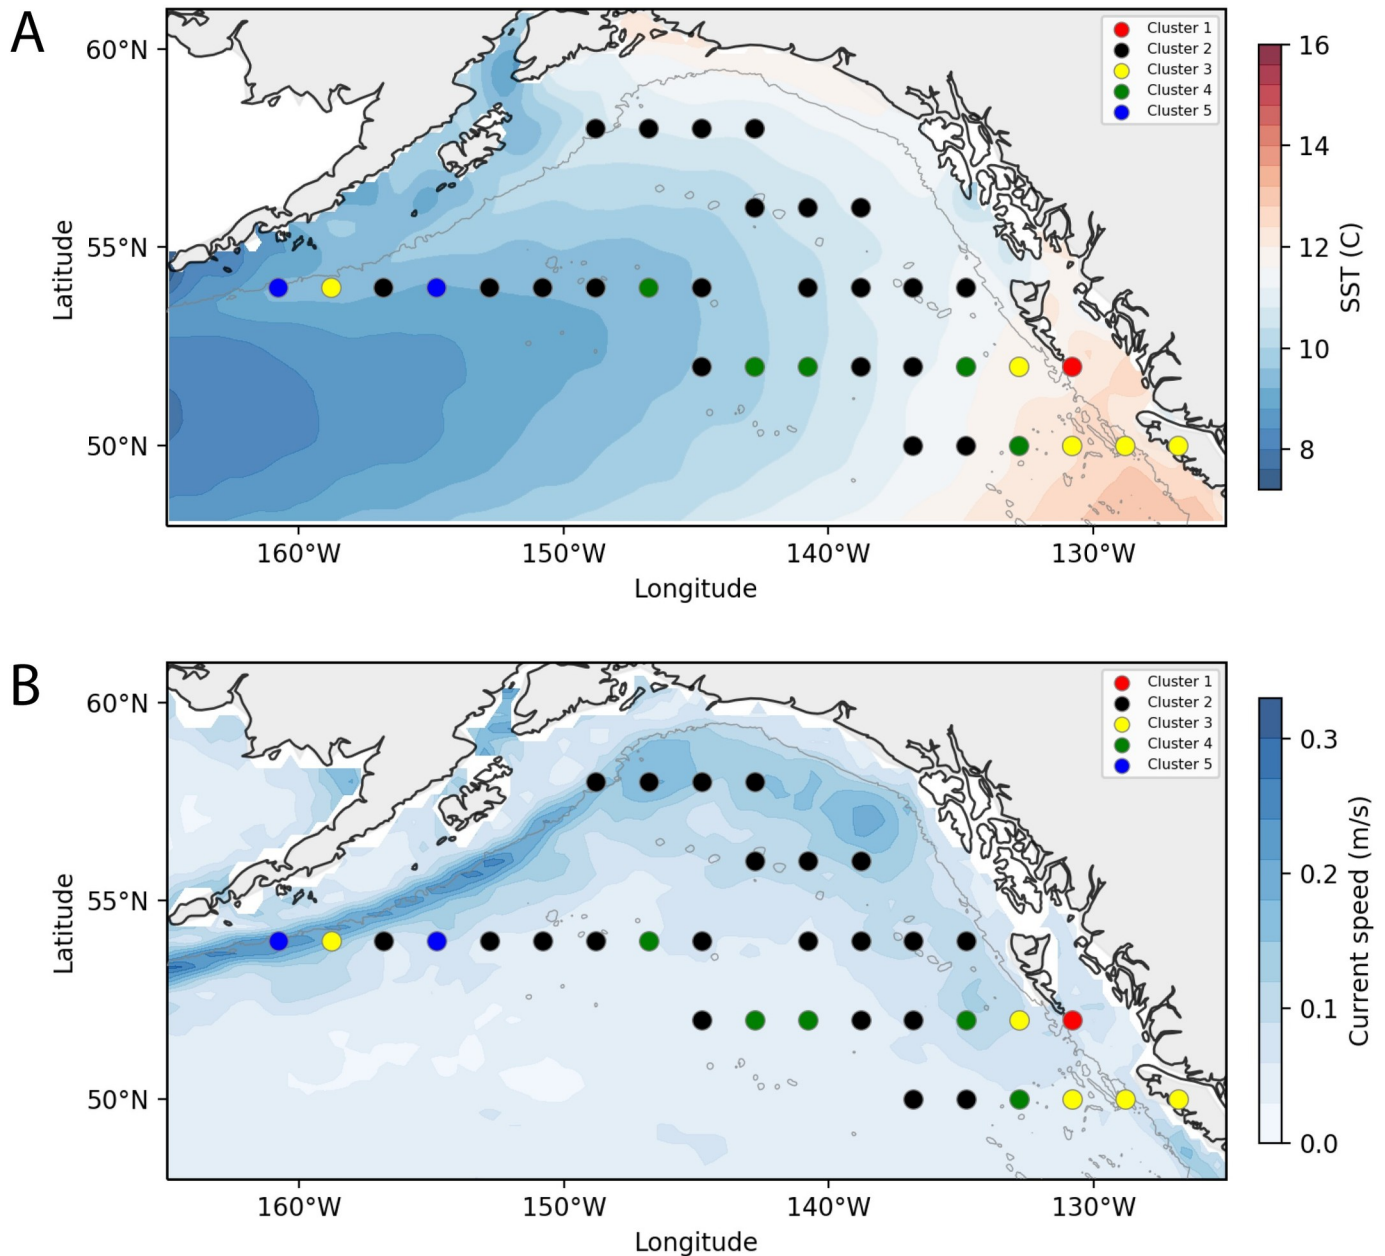 A
60°N
55°N
50°N
Latitude
160°W
150°W
140°W
130°W
Longitude
Cluster 1
Cluster 2
Cluster 3
Cluster 4
Cluster 5
16
14
12
10
8
SST (C)
B
60°N
55°N
50°N
Latitude
160°W
150°W
140°W
130°W
Longitude
Cluster 1
Cluster 2
Cluster 3
Cluster 4
Cluster 5
0.3
0.2
0.1
0.0
Current speed (m/s)